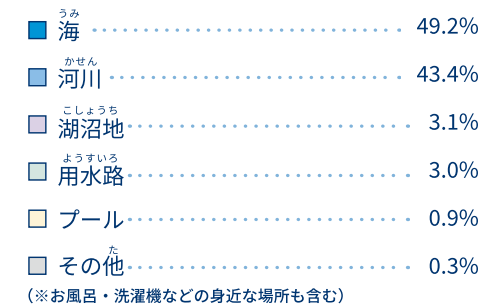 うみ
海 49.2%
かせん
河川 43.4%
こしょうち
湖沼地 3.1%
ようすいろ
用水路 3.0%
プール 0.9%
た
その他 0.3%
(※お風呂・洗濯機などの身近な場所も含む)